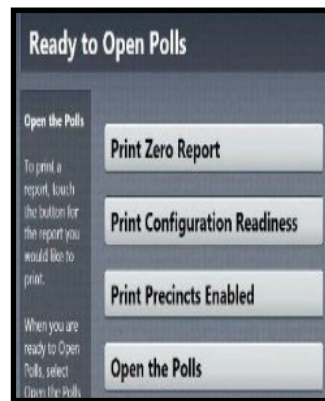 Ready to Open Polls
Open the Polls
To print a
report, touch
the button for
the report you
would like to
print.
When you are
ready to Open
Polls, select
Open the Polls
Print Zero Report
Print Configuration Readiness
Print Precincts Enabled
Open the Polls